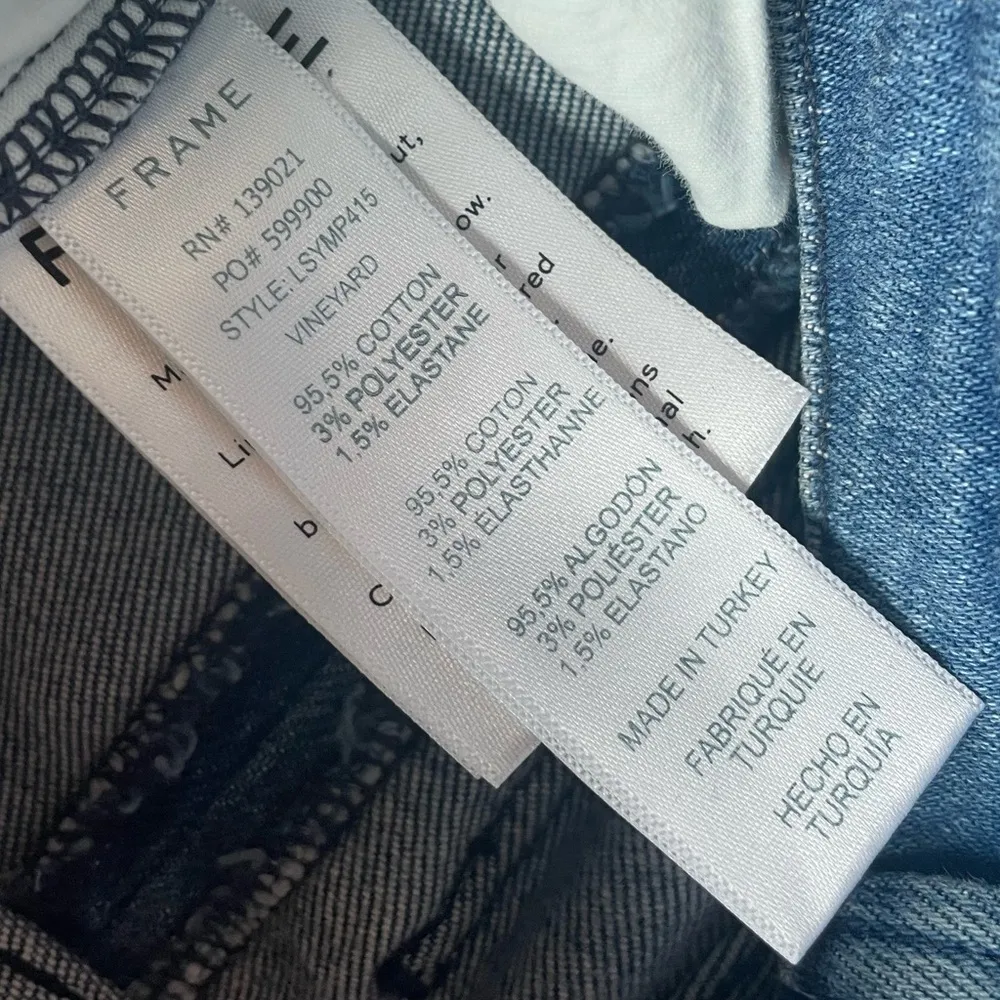 FRAME
RN# 139021
PO# 599900
STYLE: LSYMP415
VINEYARD
95,5% COTTON
3% POLYESTER
1.5% ELASTANE
95,5% COTON
3% POLYESTER
1.5% ÉLASTHANNE
95,5% ALGODÓN
3% POLIÉSTER
1.5% ELASTANO
MADE IN TURKEY
FABRIQUÉ EN
TURQUIE
HECHO EN
TURQUÍA